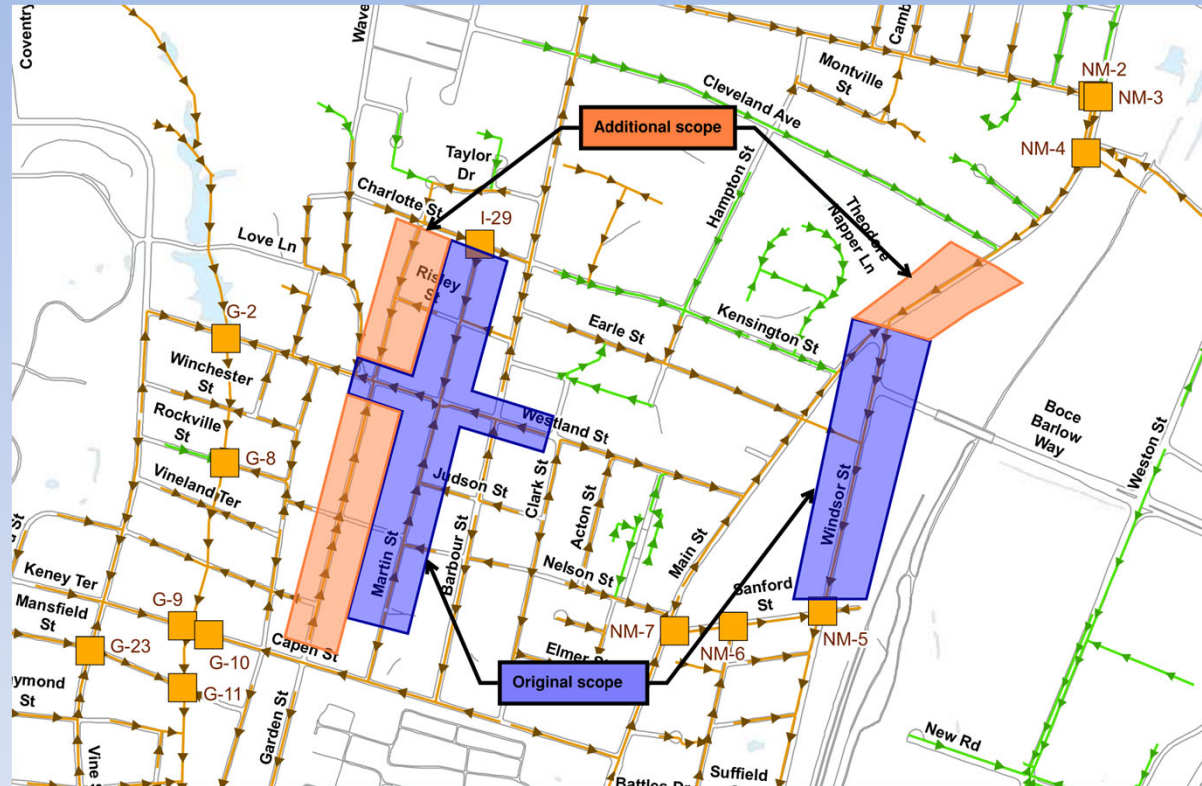 Coventry
Wave
Camb
Montville
St
NM-2
NM-3
NM-4
Cleveland Ave
Additional scope
Taylor
Dr
Hampton St
Charlotte St
I-29
Theodore
Napper Ln
Love Ln
Risley
St
G-2
Earle St
Kensington St
Winchester
St
Rockville
St
G-8
Westland St
Boce
Barlow
Way
Weston St
Vineland Ter
Judson St
Clark St
Acton St
Windsor St
Main St
Martin St
Barbour St
Nelson St
Sanford
St
Keney Ter
Mansfield
St
G-9
G-10
G-23
G-11
Capen St
NM-7
NM-6
NM-5
Elmer St
Original scope
aymond
St
Garden St
Vine S
New Rd
Battles Dr
Suffield